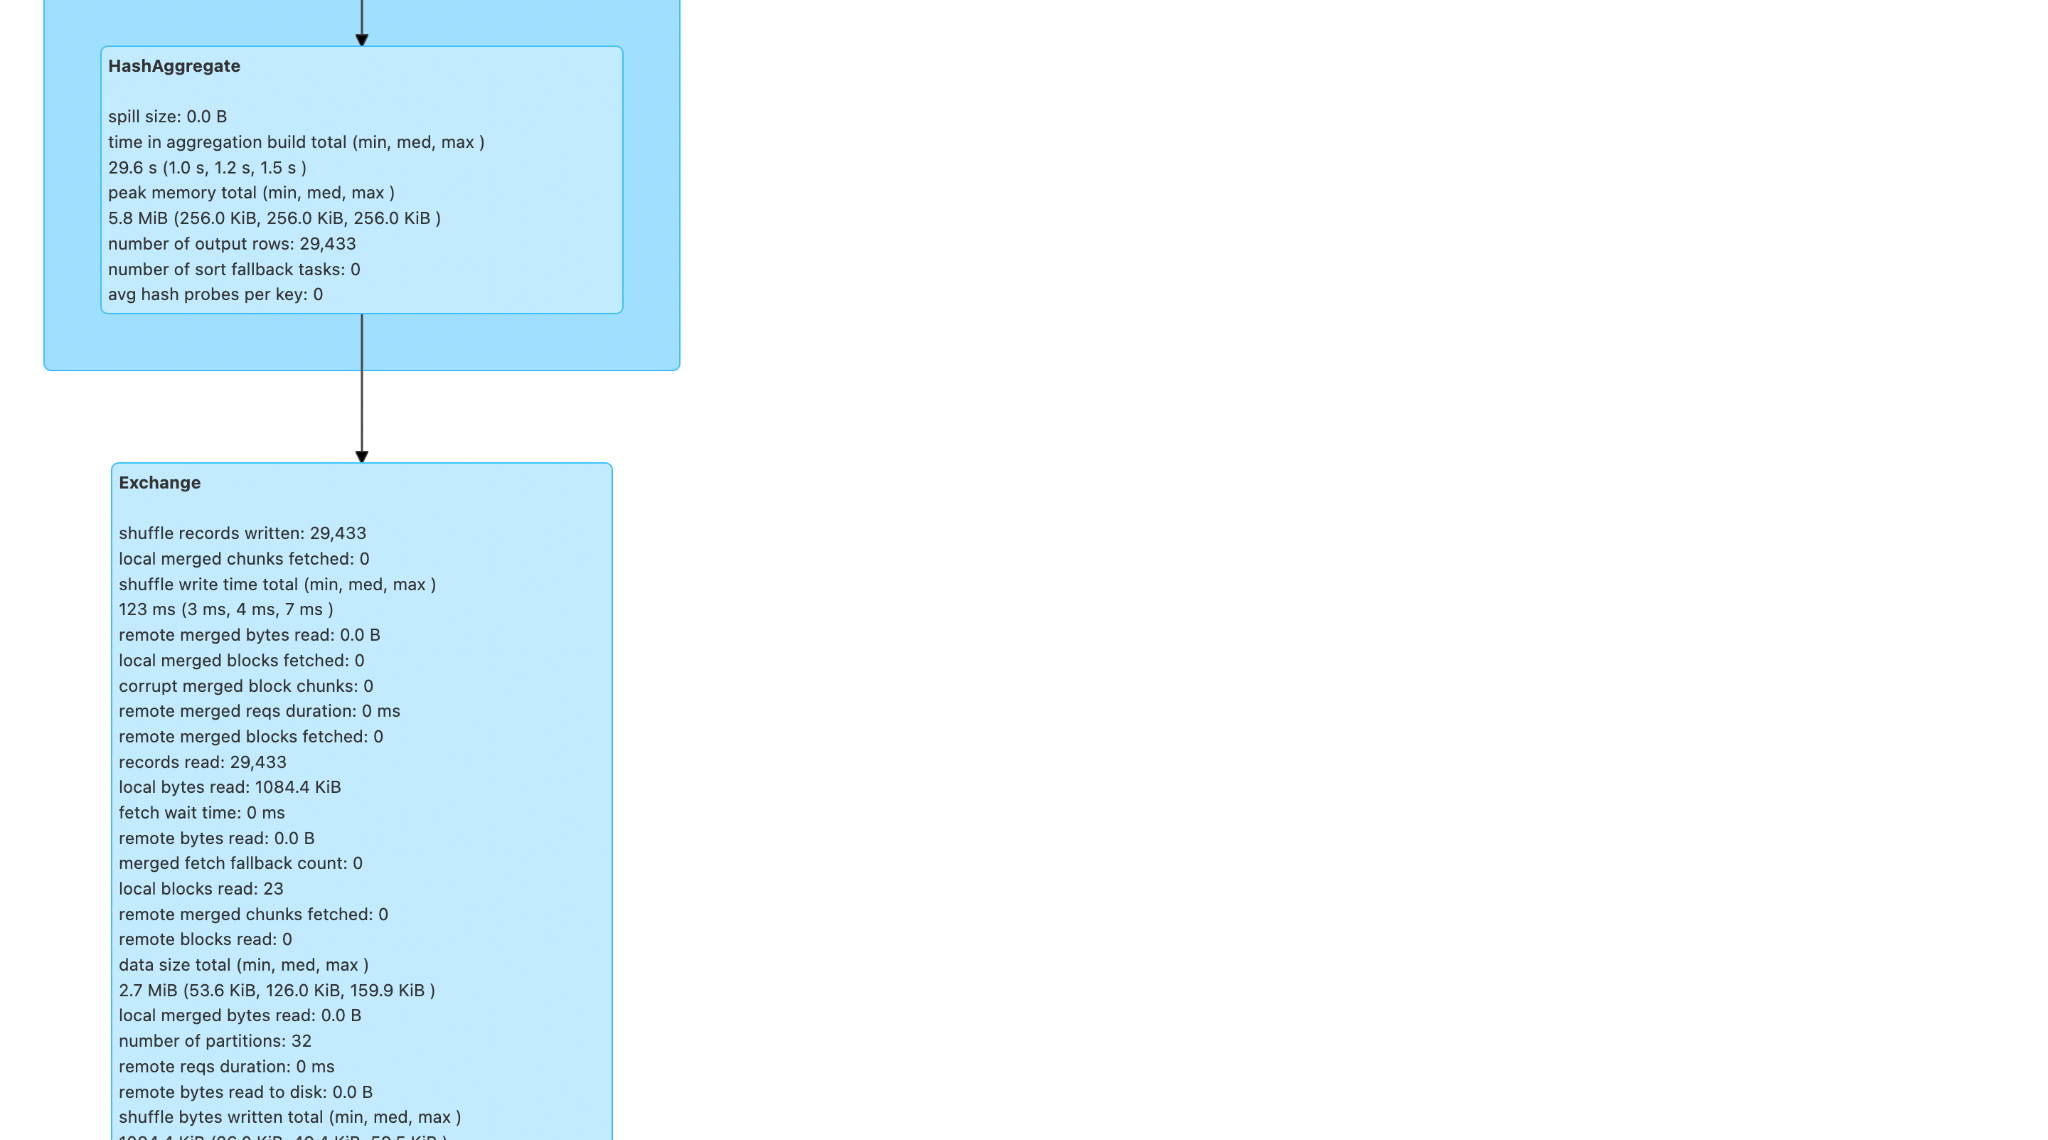 HashAggregate
spill size: 0.0 B
time in aggregation build total (min, med, max )
29.6 s (1.0 s, 1.2 s, 1.5 s )
peak memory total (min, med, max )
5.8 MiB (256.0 KiB, 256.0 KiB, 256.0 KiB )
number of output rows: 29,433
number of sort fallback tasks: 0
avg hash probes per key: 0
Exchange
shuffle records written: 29,433
local merged chunks fetched: 0
shuffle write time total (min, med, max )
123 ms (3 ms, 4 ms, 7 ms )
remote merged bytes read: 0.0 B
local merged blocks fetched: 0
corrupt merged block chunks: 0
remote merged reqs duration: 0 ms
remote merged blocks fetched: 0
records read: 29,433
local bytes read: 1084.4 KiB
fetch wait time: 0 ms
remote bytes read: 0.0 B
merged fetch fallback count: 0
local blocks read: 23
remote merged chunks fetched: 0
remote blocks read: 0
data size total (min, med, max )
2.7 MiB (53.6 KiB, 126.0 KiB, 159.9 KiB )
local merged bytes read: 0.0 B
number of partitions: 32
remote reqs duration: 0 ms
remote bytes read to disk: 0.0 B
shuffle bytes written total (min, med, max )